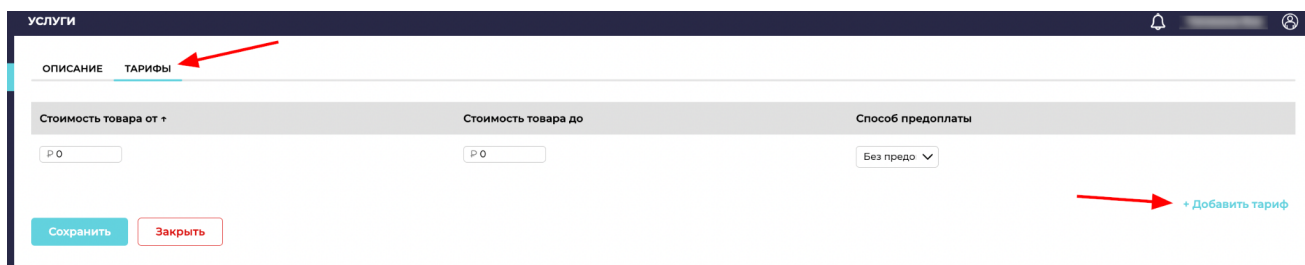 УСЛУГИ
ОПИСАНИЕ ТАРИФЫ
Стоимость товара от ↑ Стоимость товара до Способ предоплаты
₽ 0 ₽ 0 Без предо
+ Добавить тариф
Сохранить Закрыть